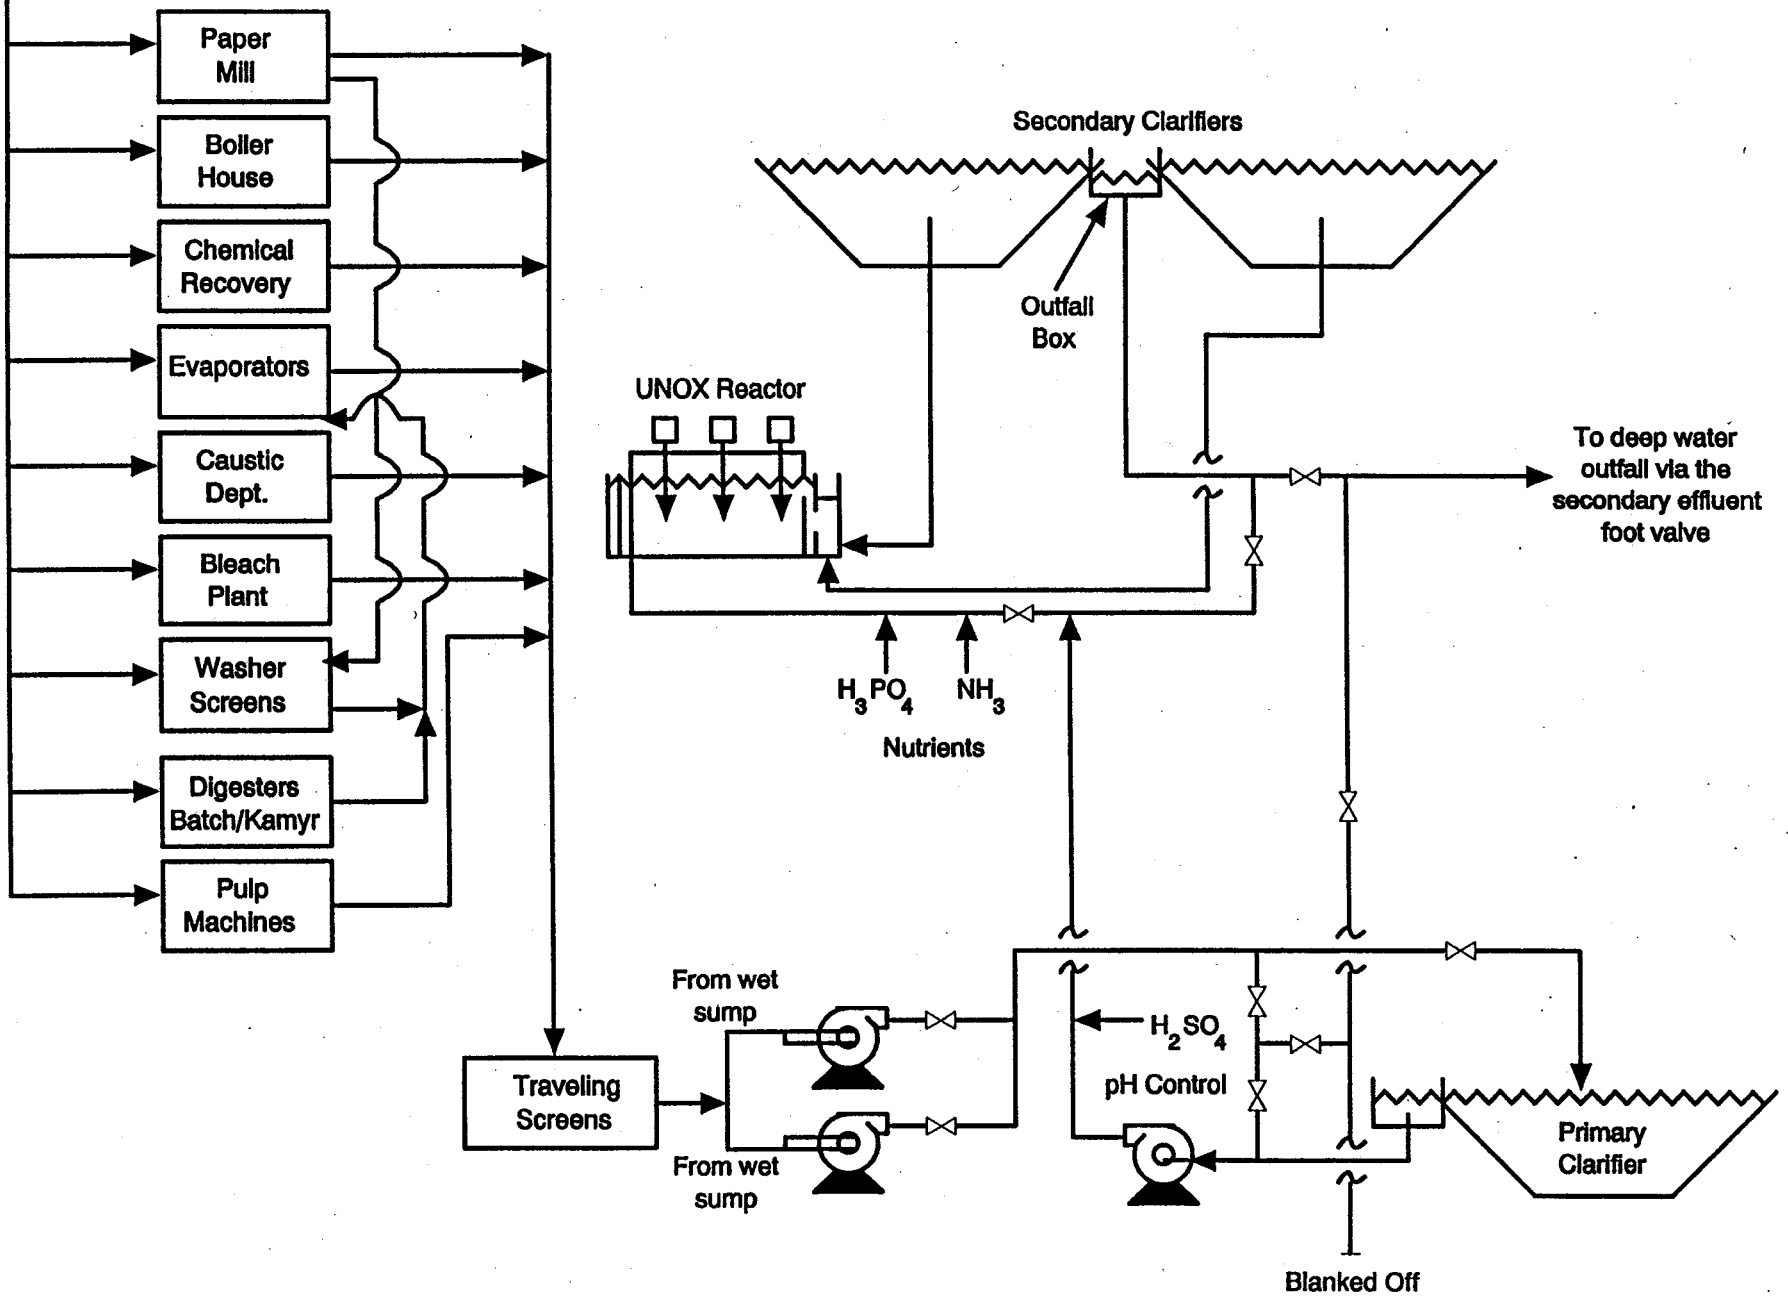 Paper
Mill
Boiler
House
Chemical
Recovery
Evaporators
Caustic
Dept.
Bleach
Plant
Washer
Screens
Digesters
Batch/Kamyr
Pulp
Machines
Secondary Clarifiers
Outfall
Box
UNOX Reactor
To deep water
outfall via the
secondary effluent
foot valve
H3PO4
NH3
Nutrients
From wet
sump
Traveling
Screens
From wet
sump
H2SO4
pH Control
Primary
Clarifier
Blanked Off